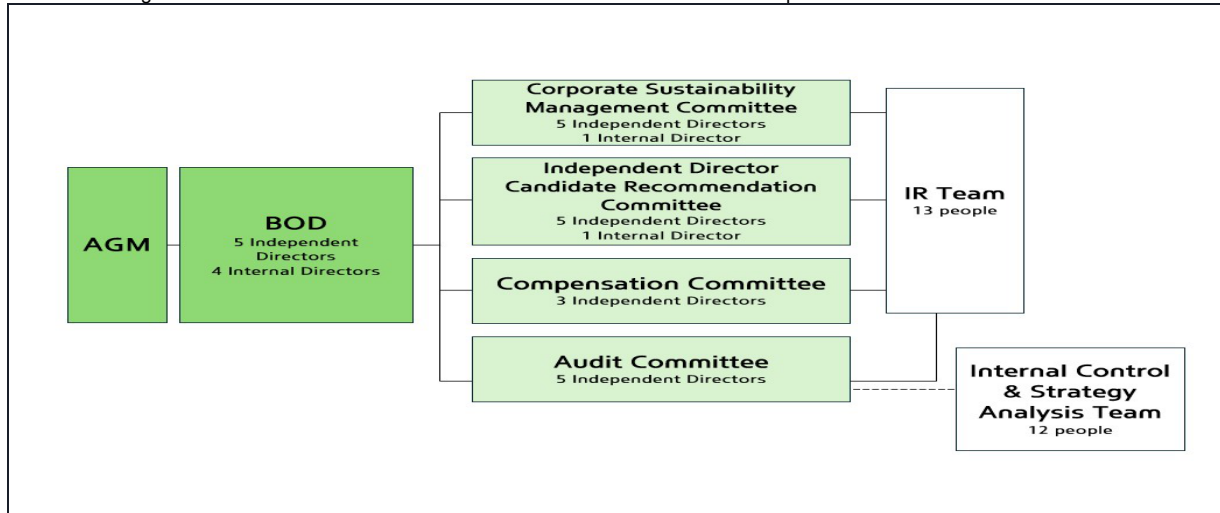 AGM
BOD
5 Independent
Directors
4 Internal Directors
Corporate Sustainability
Management Committee
5 Independent Directors
1 Internal Director
Independent Director
Candidate Recommendation
Committee
5 Independent Directors
1 Internal Director
Compensation Committee
3 Independent Directors
Audit Committee
5 Independent Directors
IR Team
13 people
Internal Control
& Strategy
Analysis Team
12 people